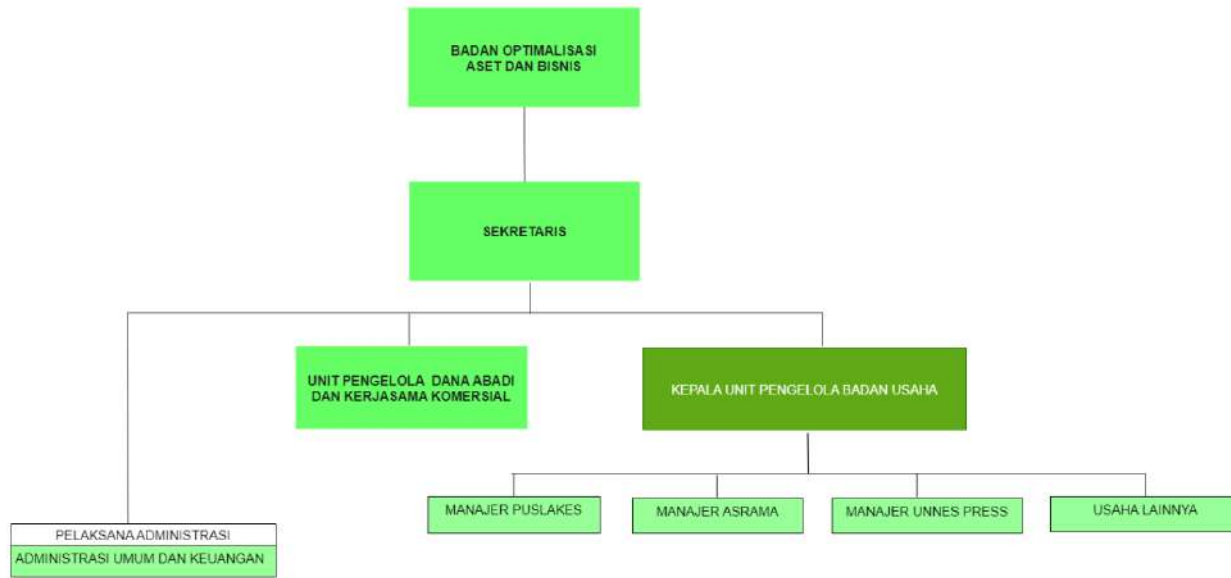 BADAN OPTIMALISASI
ASET DAN BISNIS
SEKRETARIS
UNIT PENGELOLA DANA ABADI
DAN KERJASAMA KOMERSIAL
KEPALA UNIT PENGELOLA BADAN USAHA
MANAJER PUSLAKES
MANAJER ASRAMA
MANAJER UNNES PRESS
USAHA LAINNYA
PELAKSANA ADMINISTRASI
ADMINISTRASI UMUM DAN KEUANGAN